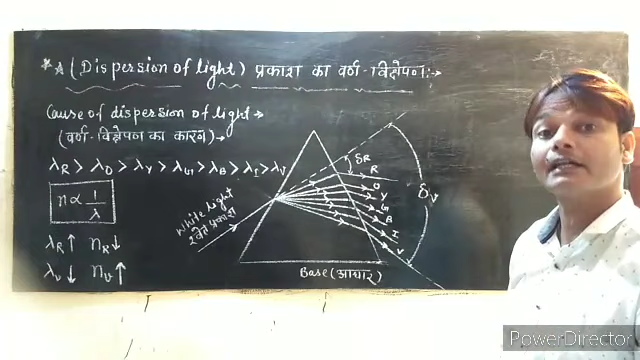 *A (Dispersion of light) प्रकाश का वर्ण-विक्षेपण:→
Cause of dispersion of light→
(वर्ण-विक्षेपण का कारण)→
λR > λO > λY > λG > λB > λI > λV
n ∝ 1/λ
λR↑ nR↓
λV↓ nV↑
White light
श्वेत प्रकाश
δR
R
O
Y
G
B
I
V
δV
Base (आधार)
PowerDirector